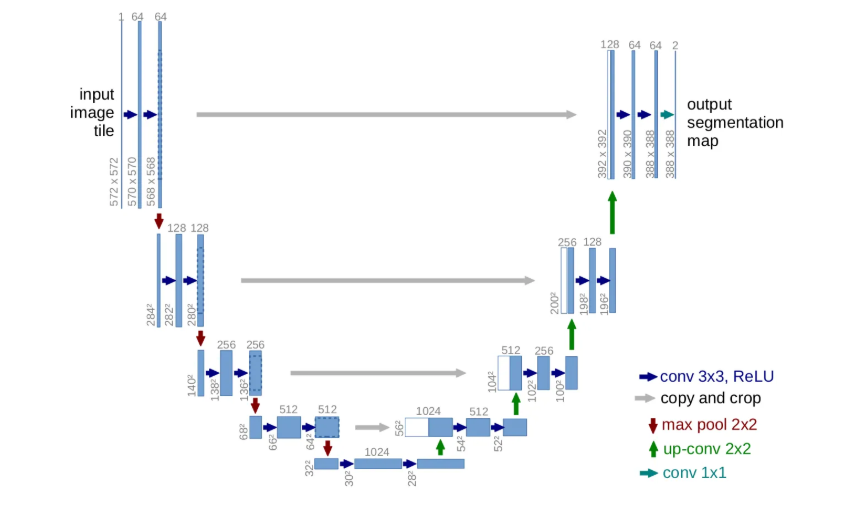 1 64 64
128 64 64 2
input
image
tile
output
segmentation
map
572 x 572
570 x 570
568 x 568
392 x 392
390 x 390
388 x 388
388 x 388
128 128
256 128
284²
282²
280²
200²
198²
196²
256 256
512 256
140²
138²
136²
104²
102²
100²
512 512
1024 512
68²
66²
64²
56²
54²
52²
1024
32²
30²
28²
conv 3x3, ReLU
copy and crop
max pool 2x2
up-conv 2x2
conv 1x1